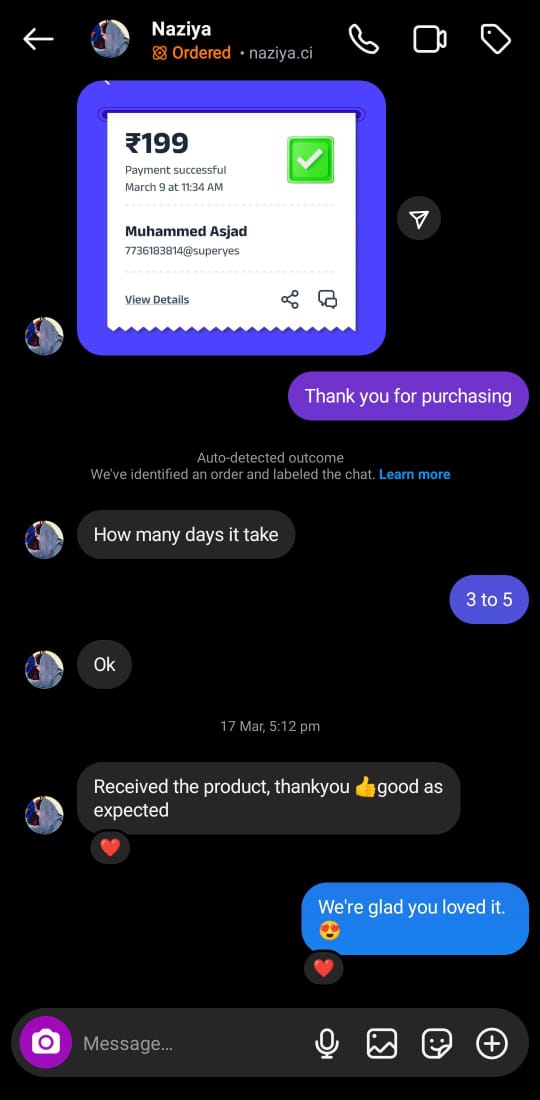 Naziya
Ordered • naziya.ci
₹199
Payment successful
March 9 at 11:34 AM
Muhammed Asjad
7736183814@superyes
View Details
Thank you for purchasing
Auto-detected outcome
We've identified an order and labeled the chat. Learn more
How many days it take
3 to 5
Ok
17 Mar, 5:12 pm
Received the product, thankyou 👍good as
expected
❤️
We're glad you loved it.
😍
❤️
Message...